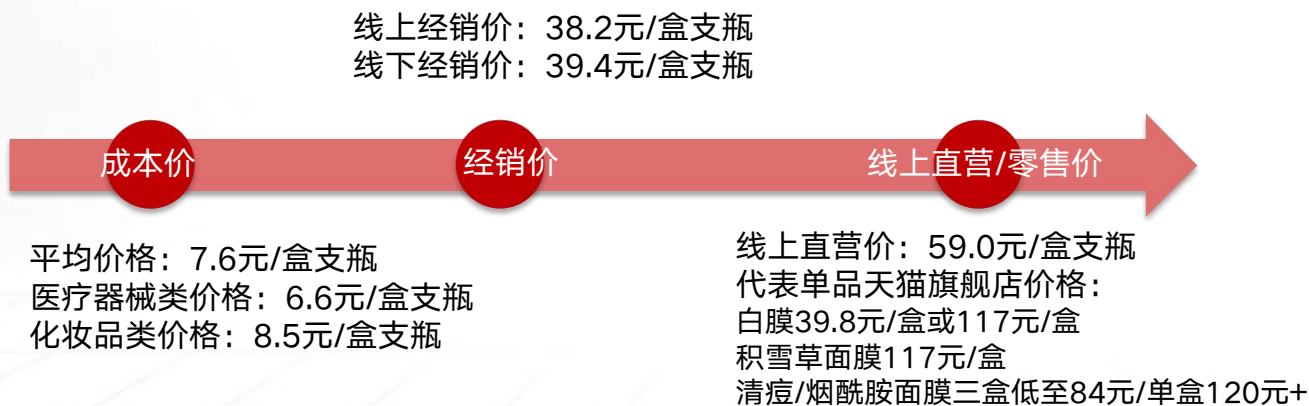 线上经销价：38.2元/盒支瓶
线下经销价：39.4元/盒支瓶
成本价
经销价
线上直营/零售价
平均价格：7.6元/盒支瓶
医疗器械类价格：6.6元/盒支瓶
化妆品类价格：8.5元/盒支瓶
线上直营价：59.0元/盒支瓶
代表单品天猫旗舰店价格：
白膜39.8元/盒或117元/盒
积雪草面膜117元/盒
清痘/烟酰胺面膜三盒低至84元/单盒120元+